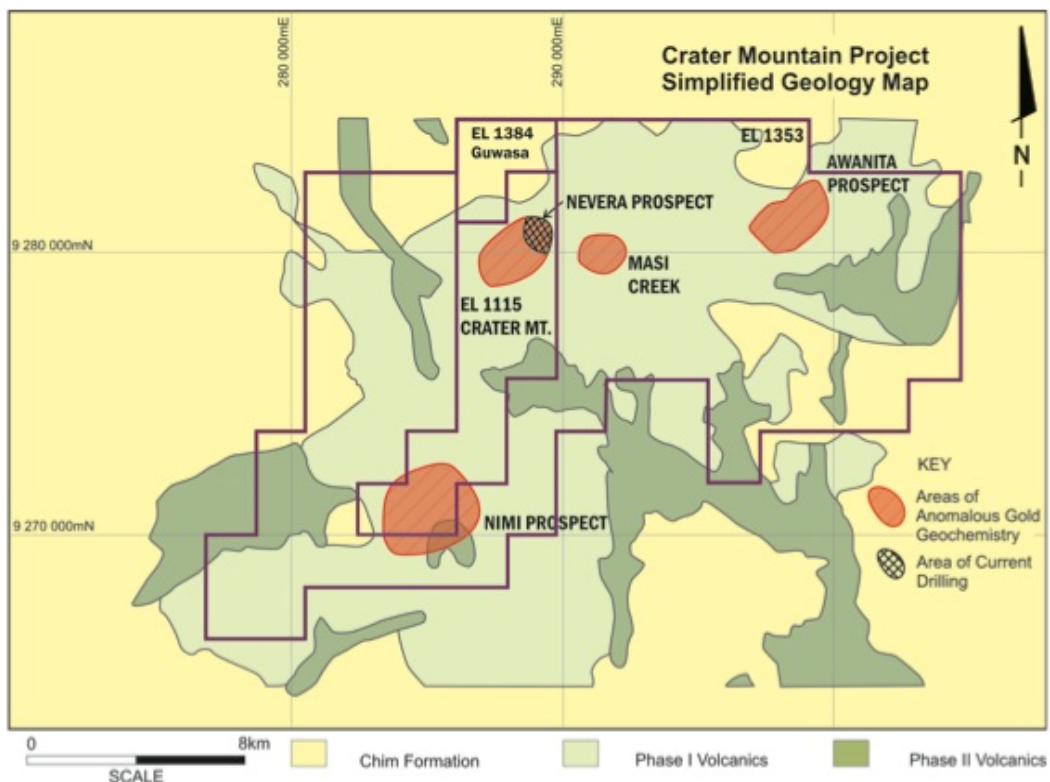 Crater Mountain Project
Simplified Geology Map
280 000mE
290 000mE
N
EL 1384
Guwasa
EL 1353
AWANITA
PROSPECT
NEVERA PROSPECT
9 280 000mN
MASI
CREEK
EL 1115
CRATER MT.
KEY
Areas of
Anomalous Gold
Geochemistry
NIMI PROSPECT
9 270 000mN
Area of Current
Drilling
0 8km
SCALE
Chim Formation
Phase I Volcanics
Phase II Volcanics